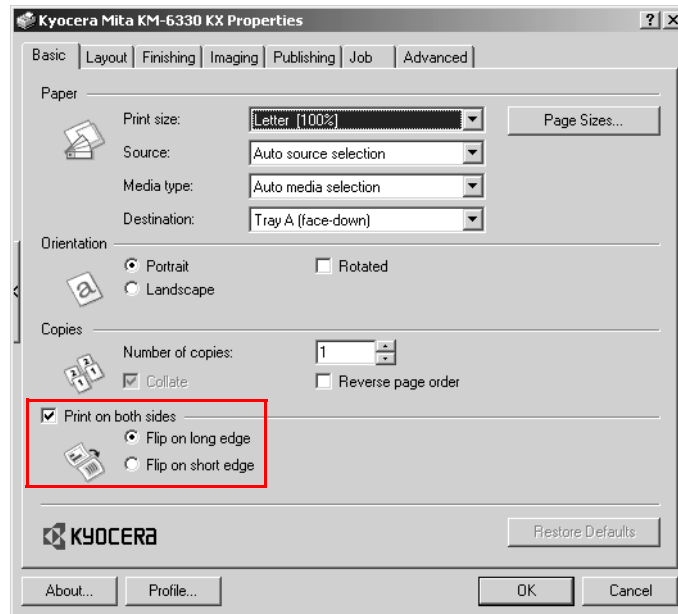 Kyocera Mita KM-6330 KX Properties
Basic Layout Finishing Imaging Publishing Job Advanced
Paper
Print size: Letter [100%] Page Sizes...
Source: Auto source selection
Media type: Auto media selection
Destination: Tray A (face-down)
Orientation
Portrait Rotated
Landscape
Copies
Number of copies: 1
Collate Reverse page order
Print on both sides
Flip on long edge
Flip on short edge
KYOCERA Restore Defaults
About... Profile... OK Cancel